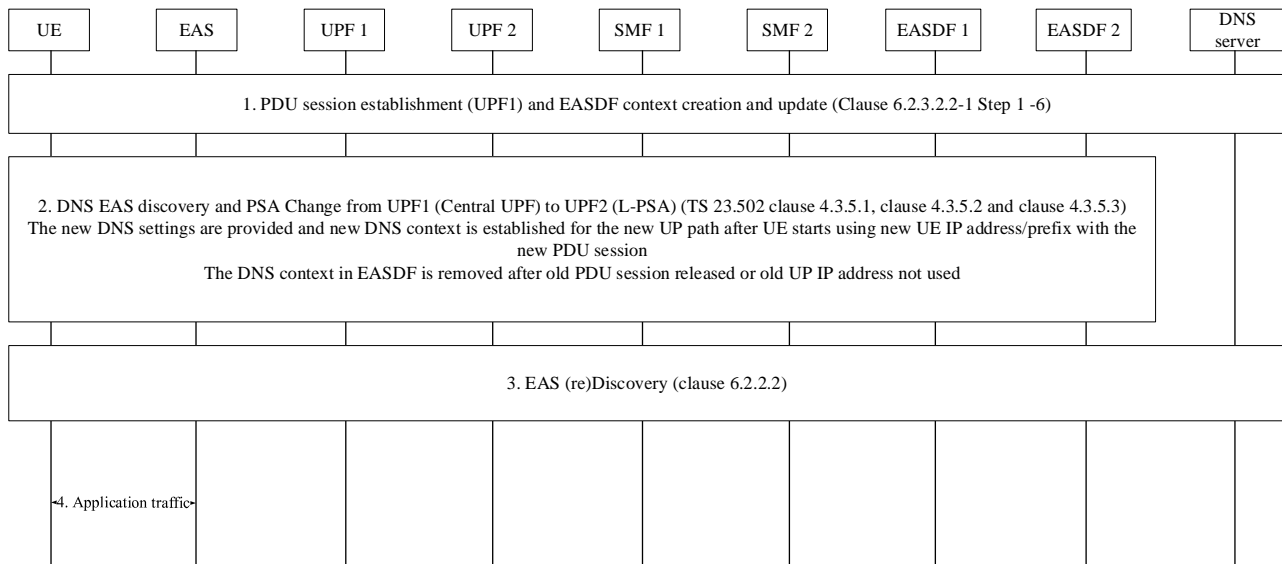 UE
EAS
UPF 1
UPF 2
SMF 1
SMF 2
EASDF 1
EASDF 2
DNS
server
1. PDU session establishment (UPF1) and EASDF context creation and update (Clause 6.2.3.2.2-1 Step 1 -6)
2. DNS EAS discovery and PSA Change from UPF1 (Central UPF) to UPF2 (L-PSA) (TS 23.502 clause 4.3.5.1, clause 4.3.5.2 and clause 4.3.5.3)
The new DNS settings are provided and new DNS context is established for the new UP path after UE starts using new UE IP address/prefix with the
new PDU session
The DNS context in EASDF is removed after old PDU session released or old UP IP address not used
3. EAS (re)Discovery (clause 6.2.2.2)
4. Application traffic